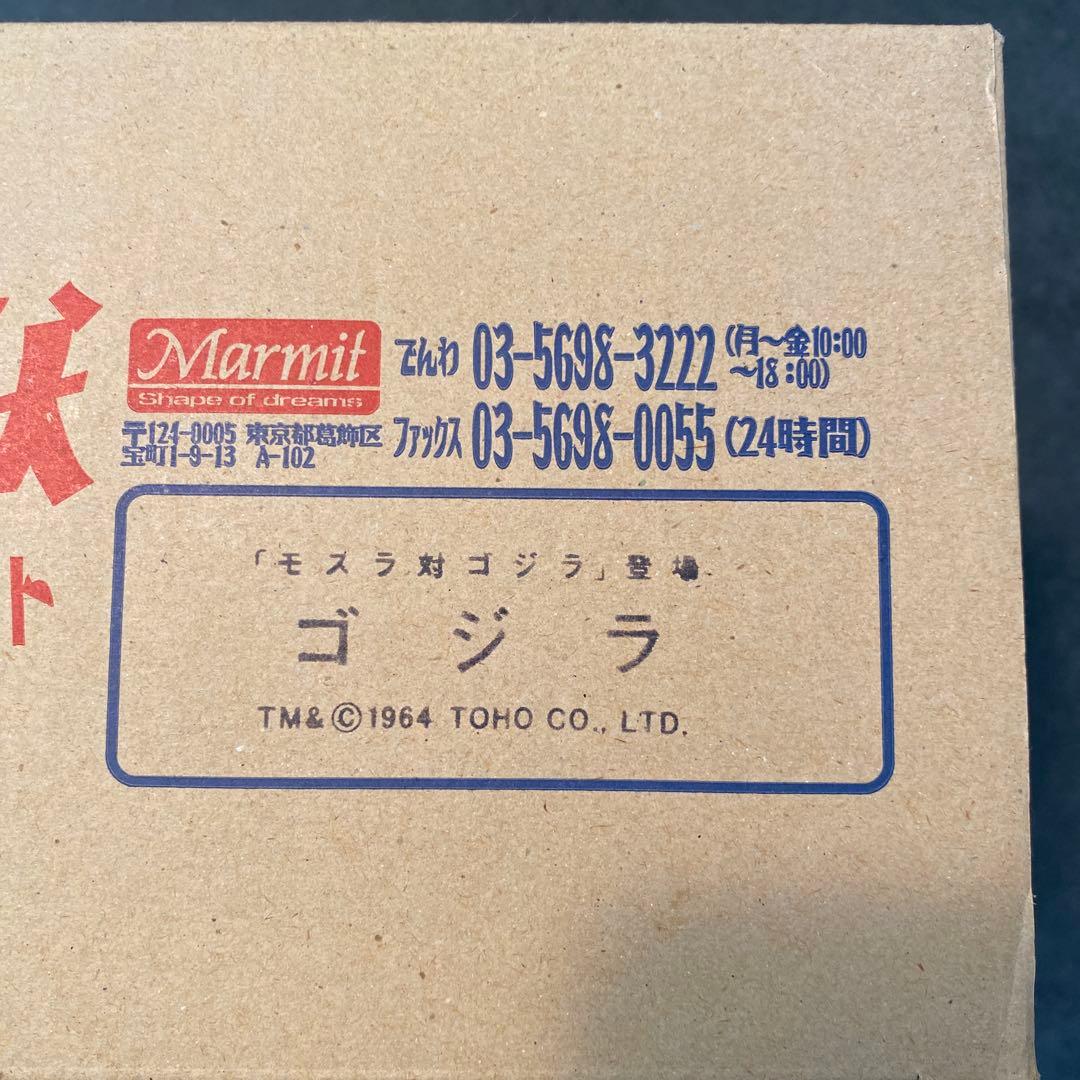 Marmit
Shape of dreams
〒124-0005 東京都葛飾区
宝町1-9-13 A-102
でんわ 03-5698-3222 (月〜金10:00
〜18:00)
ファックス 03-5698-0055 (24時間)
「モスラ対ゴジラ」登場
ゴジラ
TM&©1964 TOHO CO., LTD.
ト